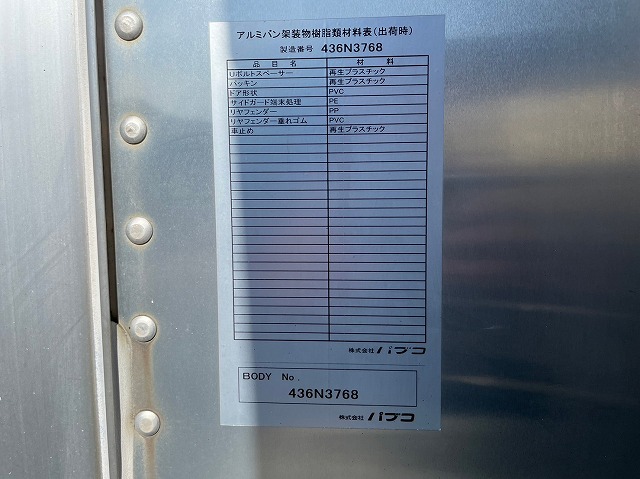 アルミバン架装物樹脂類材料表(出荷時)
製造番号 436N3768
品目名 材料
Uボルトスペーサー 再生プラスチック
パッキン 再生プラスチック
ドア形状 PVC
サイドガード端末処理 PE
リヤフェンダー PP
リヤフェンダー垂れゴム PVC
車止め 再生プラスチック
株式会社 パブコ
BODY No.
436N3768
株式会社 パブコ